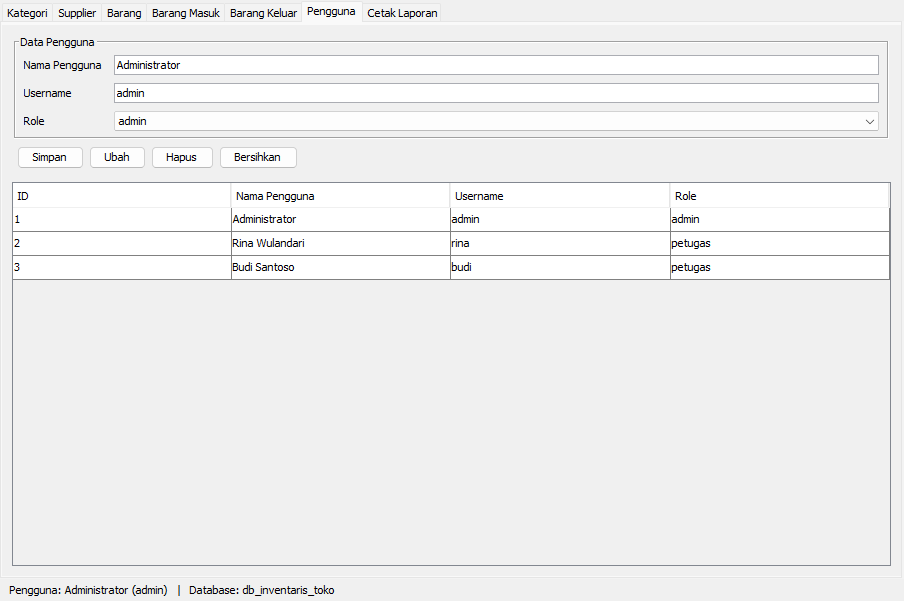 Kategori Supplier Barang Barang Masuk Barang Keluar Pengguna Cetak Laporan
Data Pengguna
Nama Pengguna Administrator
Username admin
Role admin
Simpan Ubah Hapus Bersihkan
ID Nama Pengguna Username Role
1 Administrator admin admin
2 Rina Wulandari rina petugas
3 Budi Santoso budi petugas
Pengguna: Administrator (admin) | Database: db_inventaris_toko